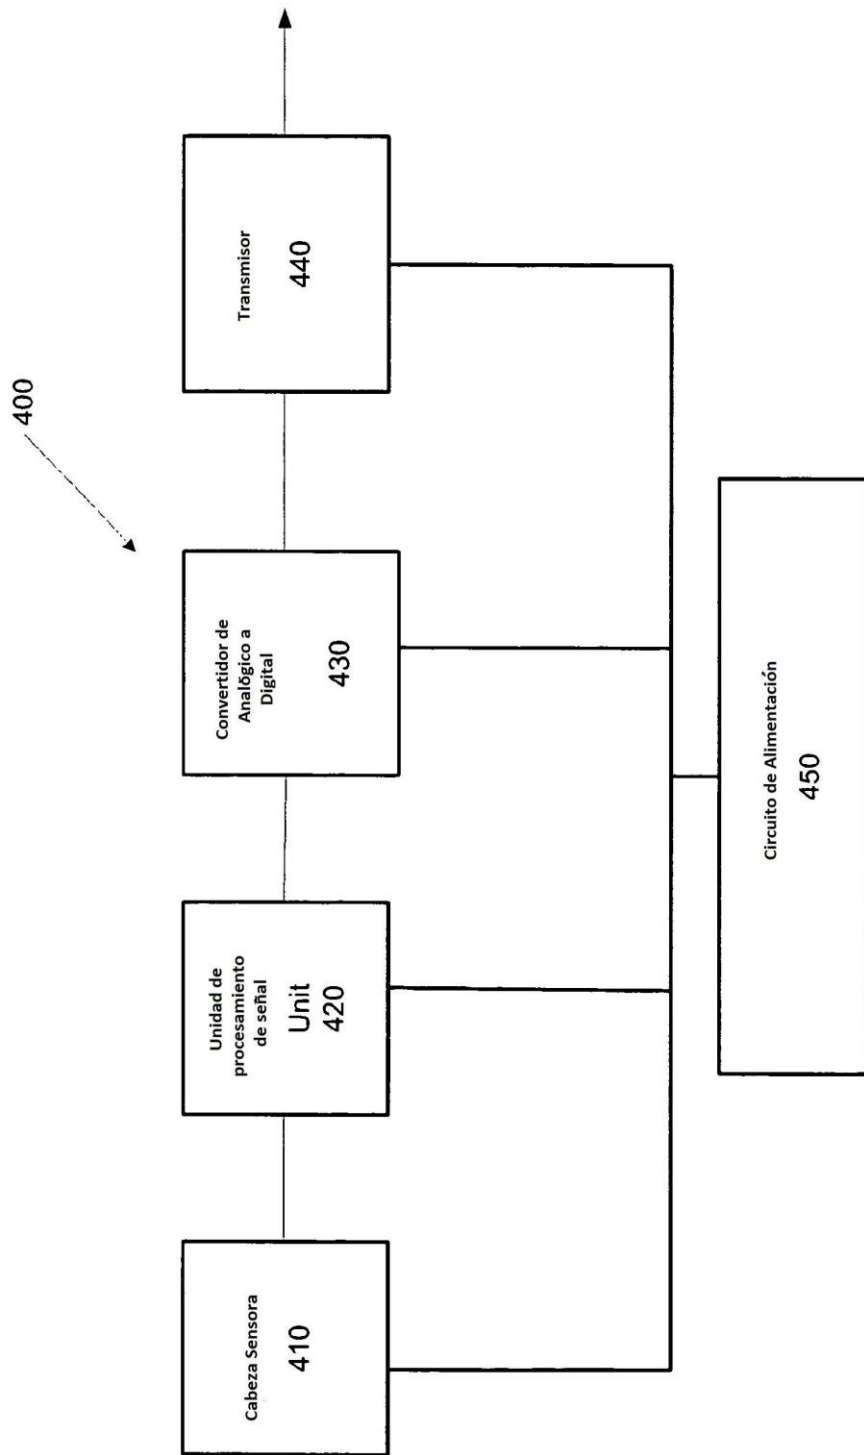 400
Cabeza Sensora
410
Unidad de
procesamiento
de señal
Unit
420
Convertidor de
Analógico a
Digital
430
Transmisor
440
Circuito de Alimentación
450